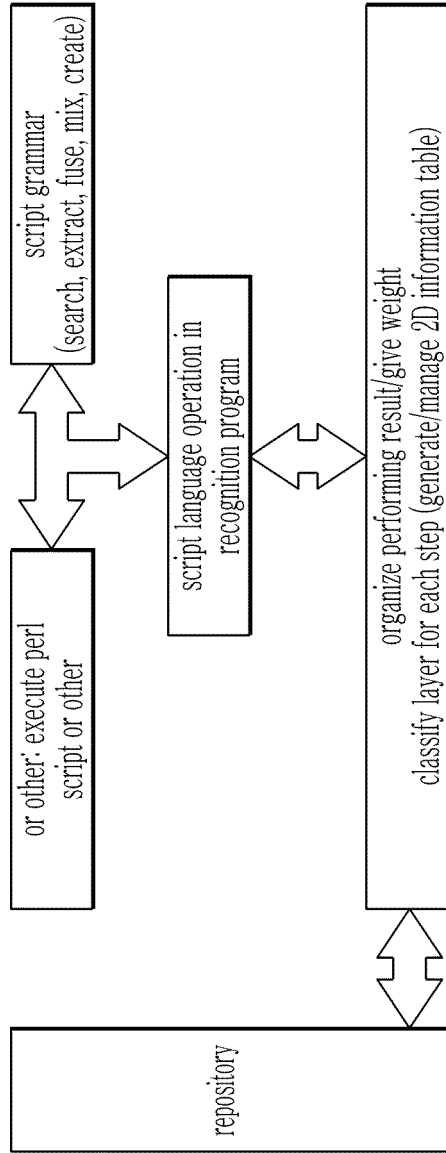 repository
or other: execute perl
script or other
script grammar
(search, extract, fuse, mix, create)
script language operation in
recognition program
organize performing result/give weight
classify layer for each step (generate/manage 2D information table)